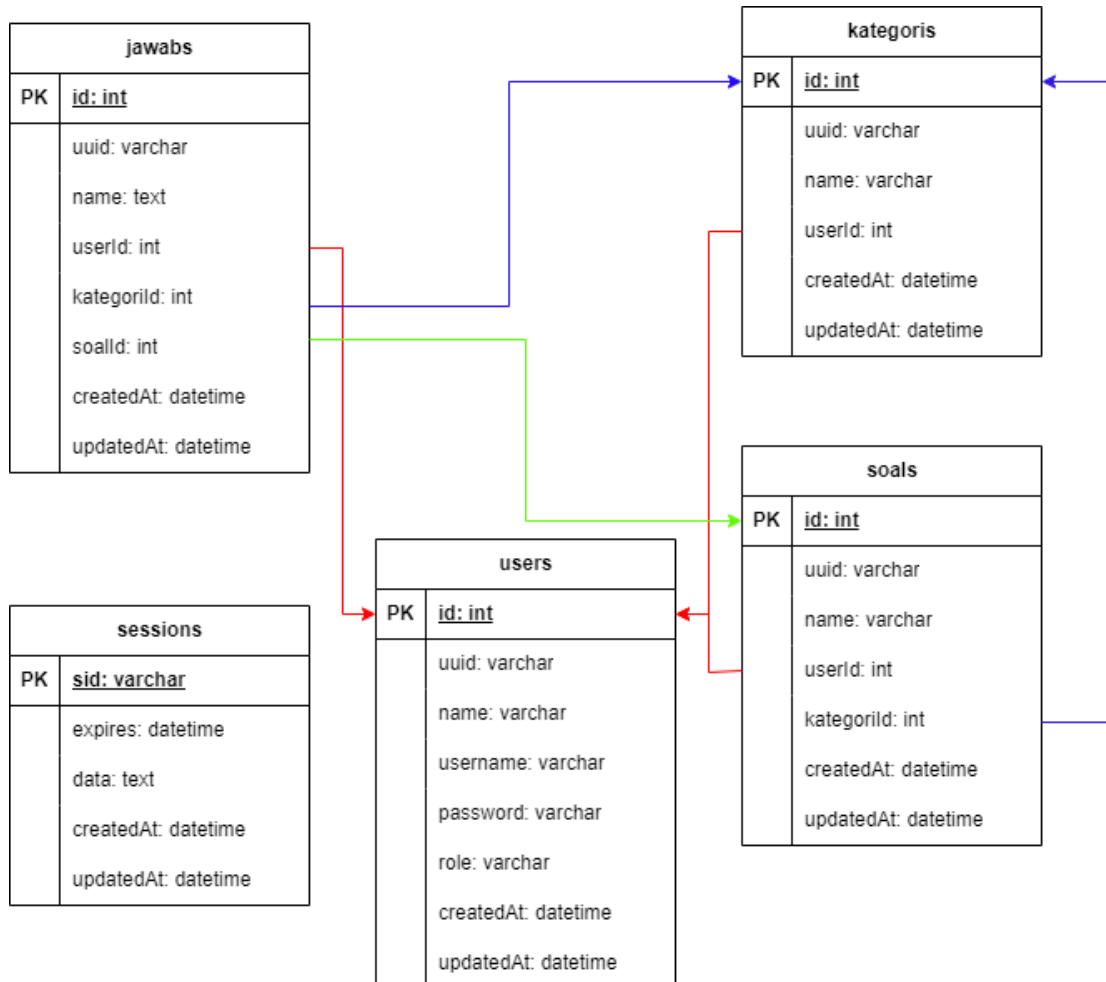 jawabs
PK id: int
uuid: varchar
name: text
userId: int
kategoriId: int
soalId: int
createdAt: datetime
updatedAt: datetime
kategoris
PK id: int
uuid: varchar
name: varchar
userId: int
createdAt: datetime
updatedAt: datetime
soals
PK id: int
uuid: varchar
name: varchar
userId: int
kategoriId: int
createdAt: datetime
updatedAt: datetime
users
PK id: int
uuid: varchar
name: varchar
username: varchar
password: varchar
role: varchar
createdAt: datetime
updatedAt: datetime
sessions
PK sid: varchar
expires: datetime
data: text
createdAt: datetime
updatedAt: datetime